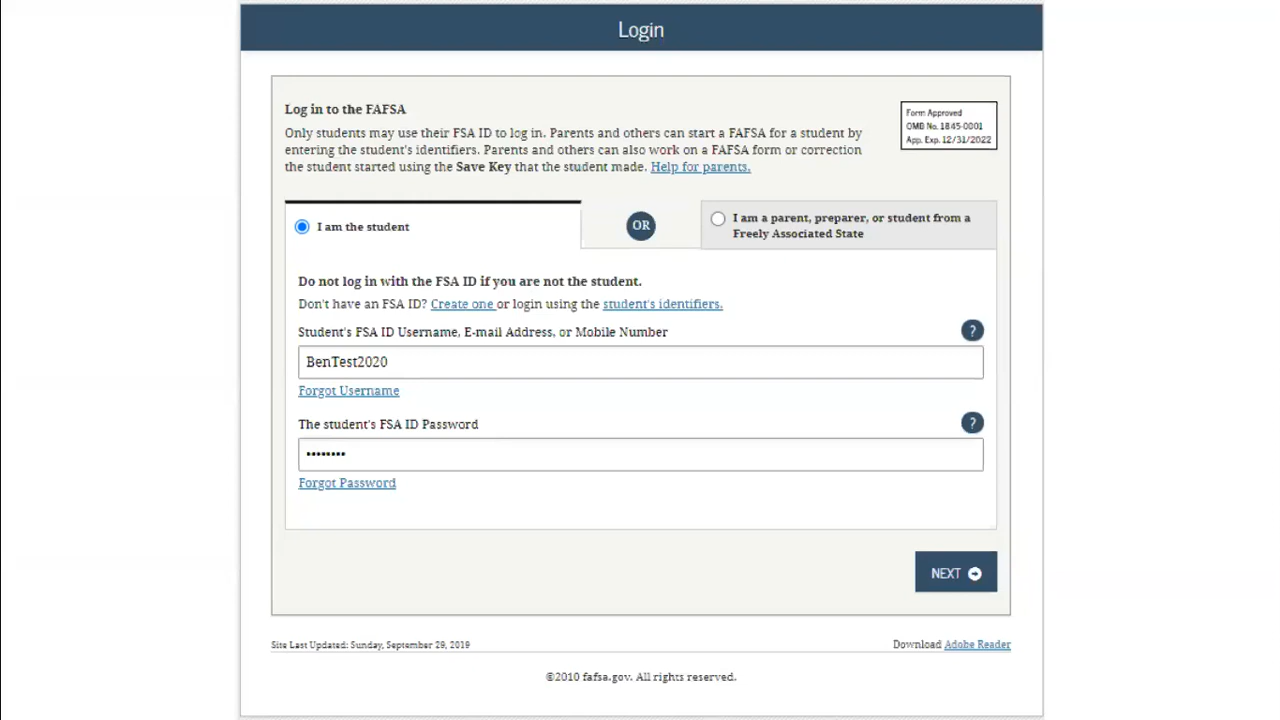 Login
Log in to the FAFSA
Only students may use their FSA ID to log in. Parents and others can start a FAFSA for a student by
entering the student's identifiers. Parents and others can also work on a FAFSA form or correction
the student started using the Save Key that the student made. Help for parents.
Form Approved
OMB No. 1845-0001
App. Exp. 12/31/2022
I am the student
OR
I am a parent, preparer, or student from a
Freely Associated State
Do not log in with the FSA ID if you are not the student.
Don't have an FSA ID? Create one or login using the student's identifiers.
Student's FSA ID Username, E-mail Address, or Mobile Number
?
BenTest2020
Forgot Username
The student's FSA ID Password
?
••••••••
Forgot Password
NEXT
Site Last Updated: Sunday, September 29, 2019
Download Adobe Reader
©2010 fafsa.gov. All rights reserved.